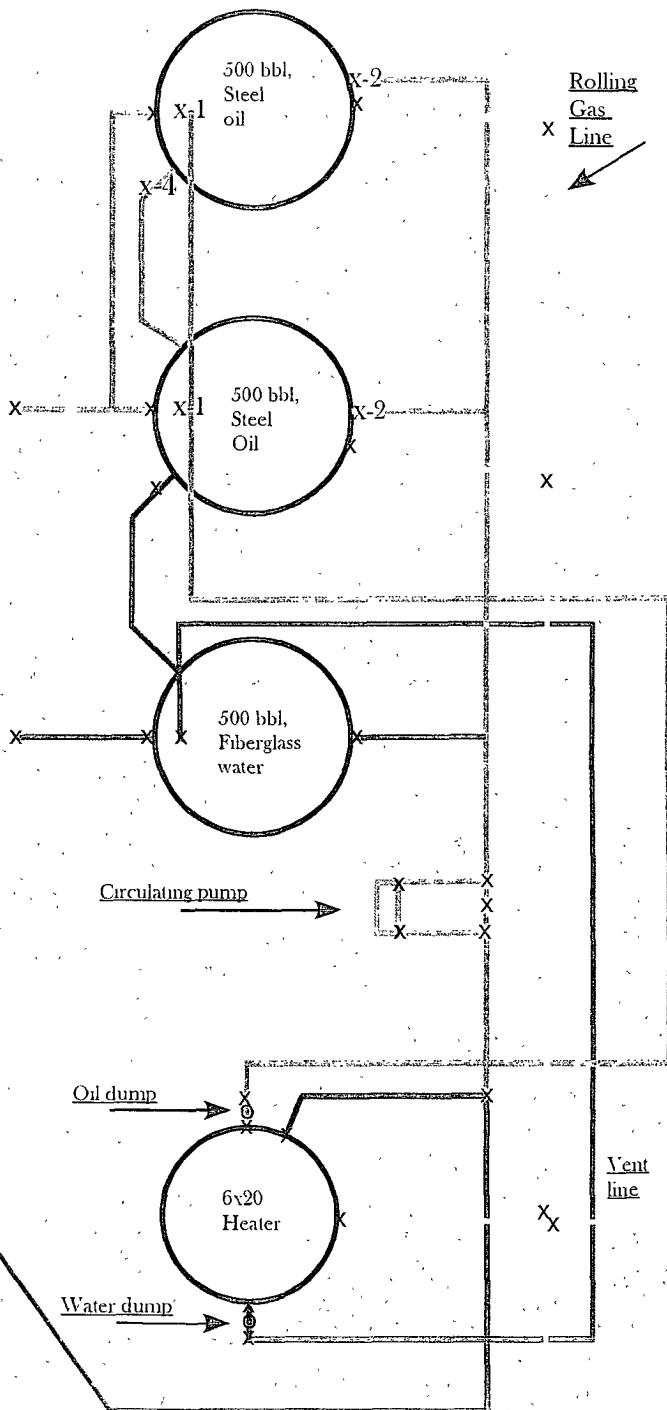 500 bbl,
Steel
oil
x-1
x-2
x
x
x-4
Rolling
Gas
Line
x
500 bbl,
Steel
Oil
x
x
x-1
x-2
x
x
x
500 bbl,
Fiberglass
water
x
x
x
x
Circulating pump
x
x
x
x
x
Oil dump
x
x
x
x
6x20
Heater
x
x
x
Vent
line
Water dump
x
x